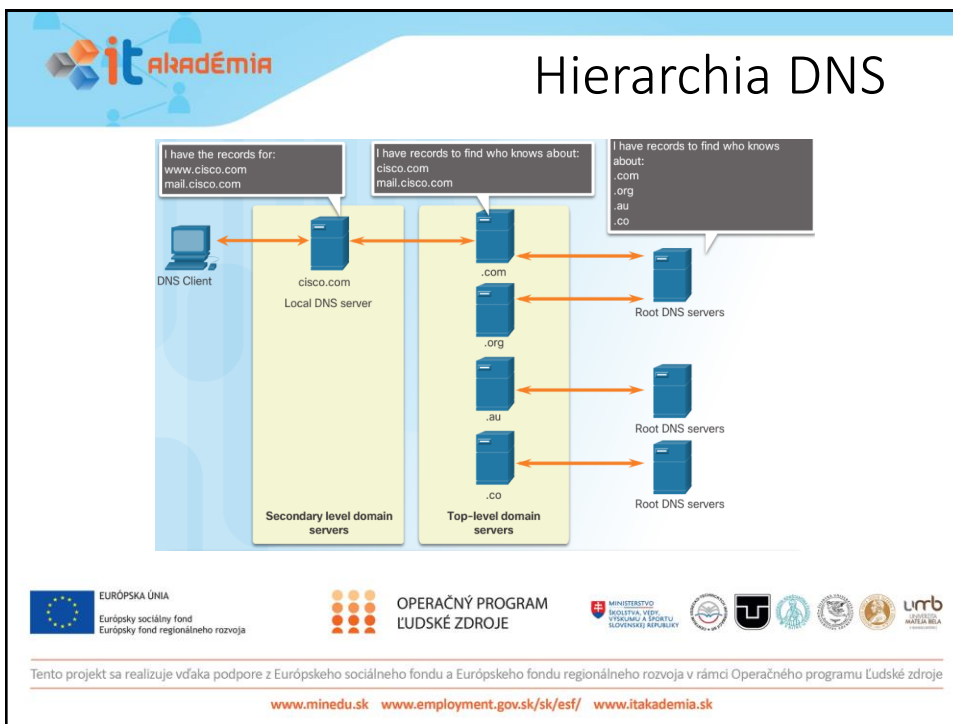 it akadémia
Hierarchia DNS
I have the records for:
www.cisco.com
mail.cisco.com
I have records to find who knows about:
cisco.com
mail.cisco.com
I have records to find who knows
about:
.com
.org
.au
.co
DNS Client
cisco.com
Local DNS server
.com
.org
.au
.co
Root DNS servers
Root DNS servers
Root DNS servers
Secondary level domain
servers
Top-level domain
servers
EURÓPSKA ÚNIA
Európsky sociálny fond
Európsky fond regionálneho rozvoja
OPERAČNÝ PROGRAM
ĽUDSKÉ ZDROJE
MINISTERSTVO
ŠKOLSTVA, VEDY,
VÝSKUMU A ŠPORTU
SLOVENSKEJ REPUBLIKY
umb
UNIVERZITA
MATEJA BELA
Tento projekt sa realizuje vďaka podpore z Európskeho sociálneho fondu a Európskeho fondu regionálneho rozvoja v rámci Operačného programu Ľudské zdroje
www.minedu.sk www.employment.gov.sk/sk/esf/ www.itakademia.sk